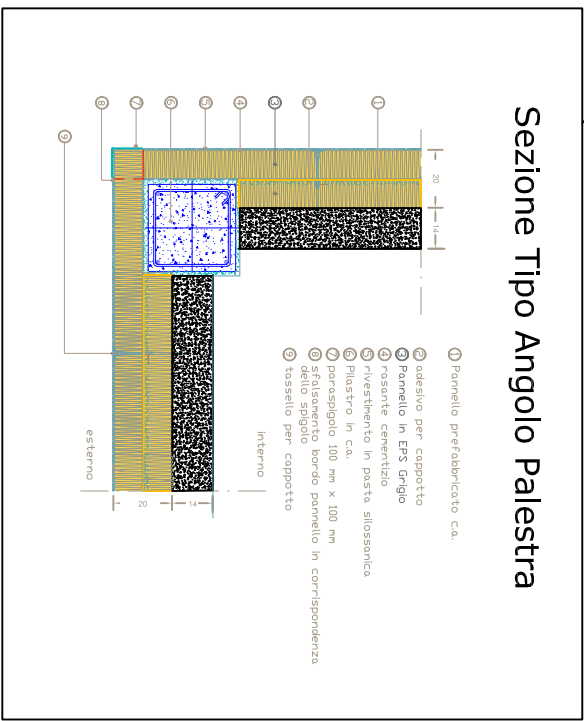 Sezione Tipo Angolo Palestra
1 Pannello prefabbricato c.a.
2 adesivo per cappotto
3 Pannello in EPS Grigio
4 rasante cementizio
5 rivestimento in pasta silossanica
6 Pilastro in c.a.
7 paraspigolo 100 mm x 100 mm
8 sfalsamento bordo pannello in corrispondenza
dello spigolo
9 tassello per cappotto
interno
esterno
1
2
3
4
5
6
7
8
9
20
14
20
14